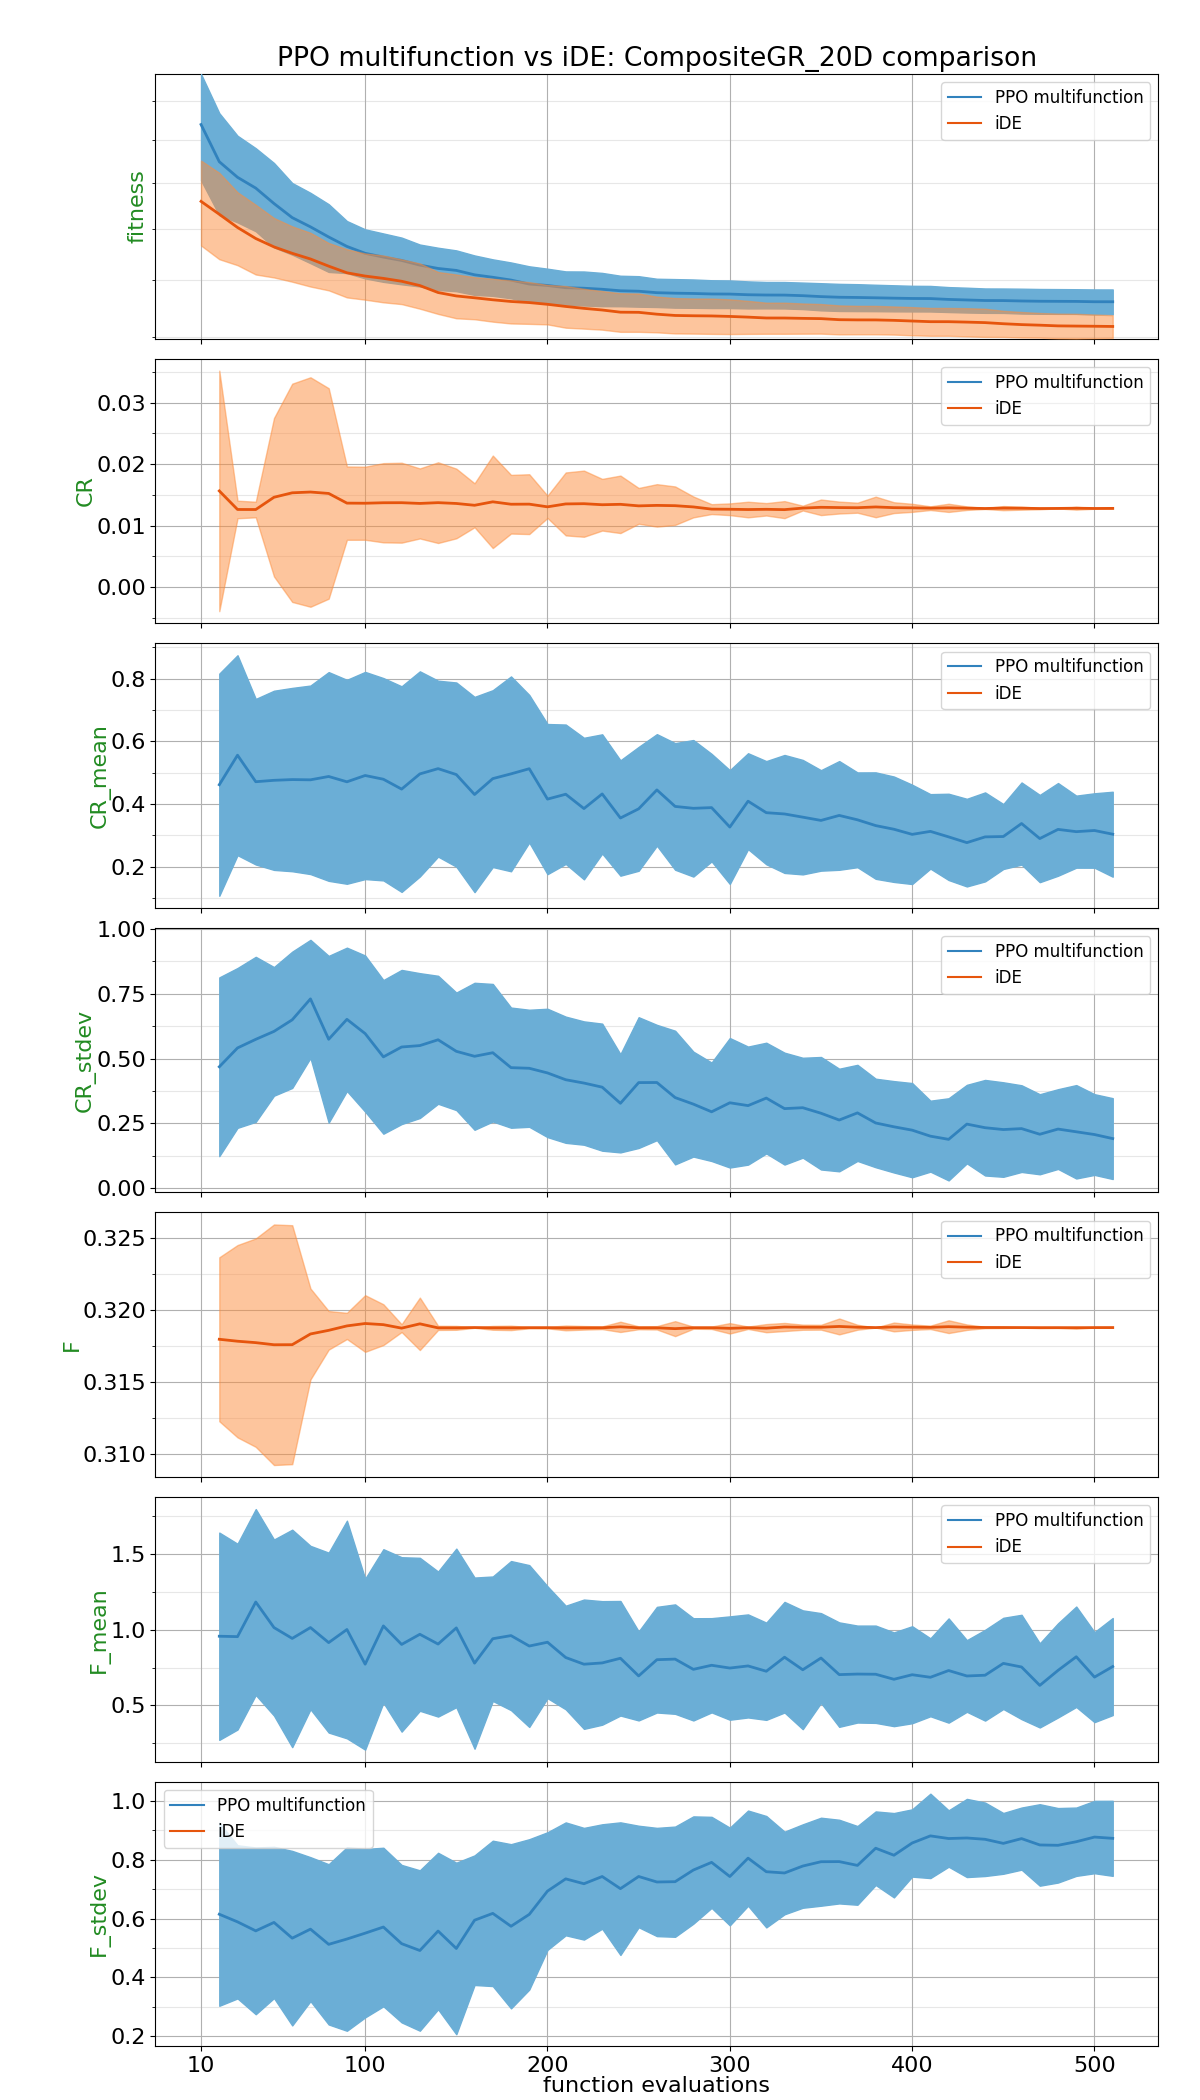 PPO multifunction vs iDE: CompositeGR_20D comparison
fitness
PPO multifunction
iDE
CR
0.03
0.02
0.01
0.00
PPO multifunction
iDE
CR_mean
0.8
0.6
0.4
0.2
PPO multifunction
iDE
CR_stdev
1.00
0.75
0.50
0.25
0.00
PPO multifunction
iDE
F
0.325
0.320
0.315
0.310
PPO multifunction
iDE
F_mean
1.5
1.0
0.5
PPO multifunction
iDE
F_stdev
1.0
0.8
0.6
0.4
0.2
PPO multifunction
iDE
10 100 200 300 400 500
function evaluations